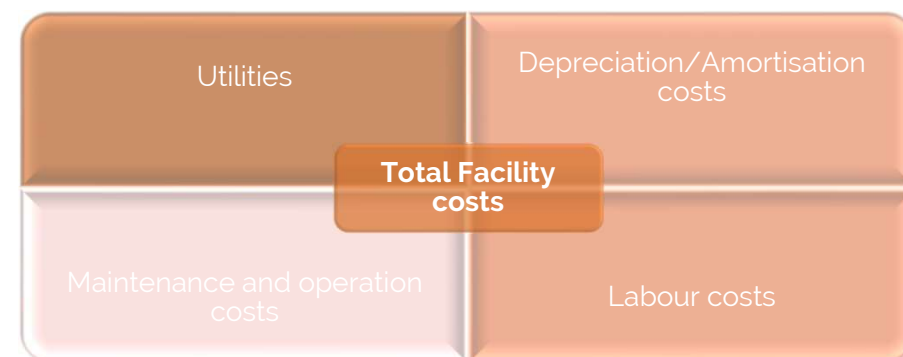 Utilities
Depreciation/Amortisation
costs
Total Facility
costs
Maintenance and operation
costs
Labour costs